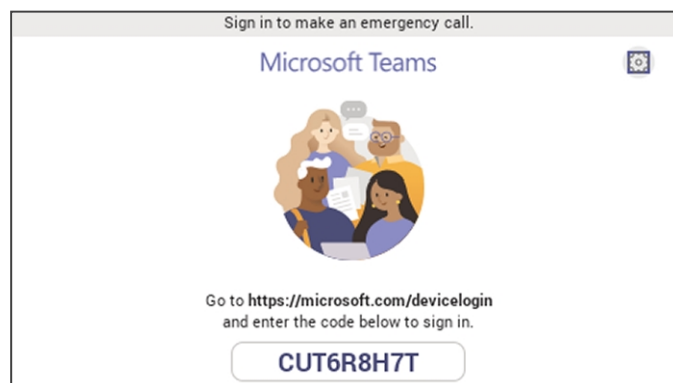 Sign in to make an emergency call.
Microsoft Teams
Go to https://microsoft.com/devicelogin
and enter the code below to sign in.
CUT6R8H7T